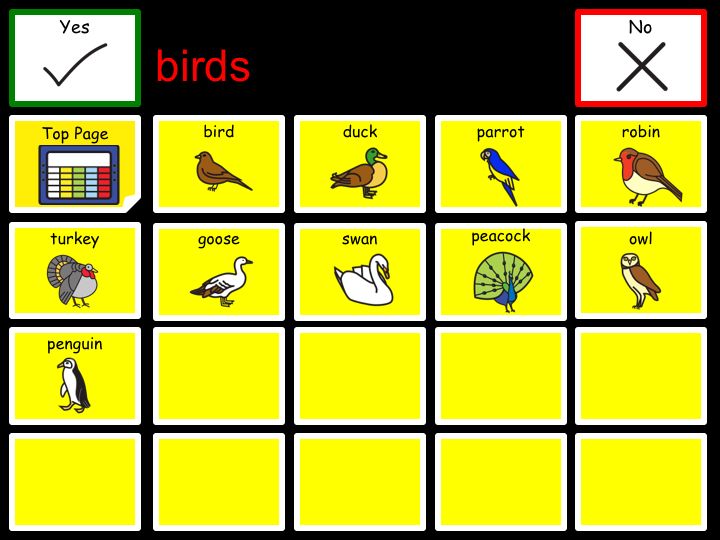 Yes
birds
No
Top Page
bird
duck
parrot
robin
turkey
goose
swan
peacock
owl
penguin